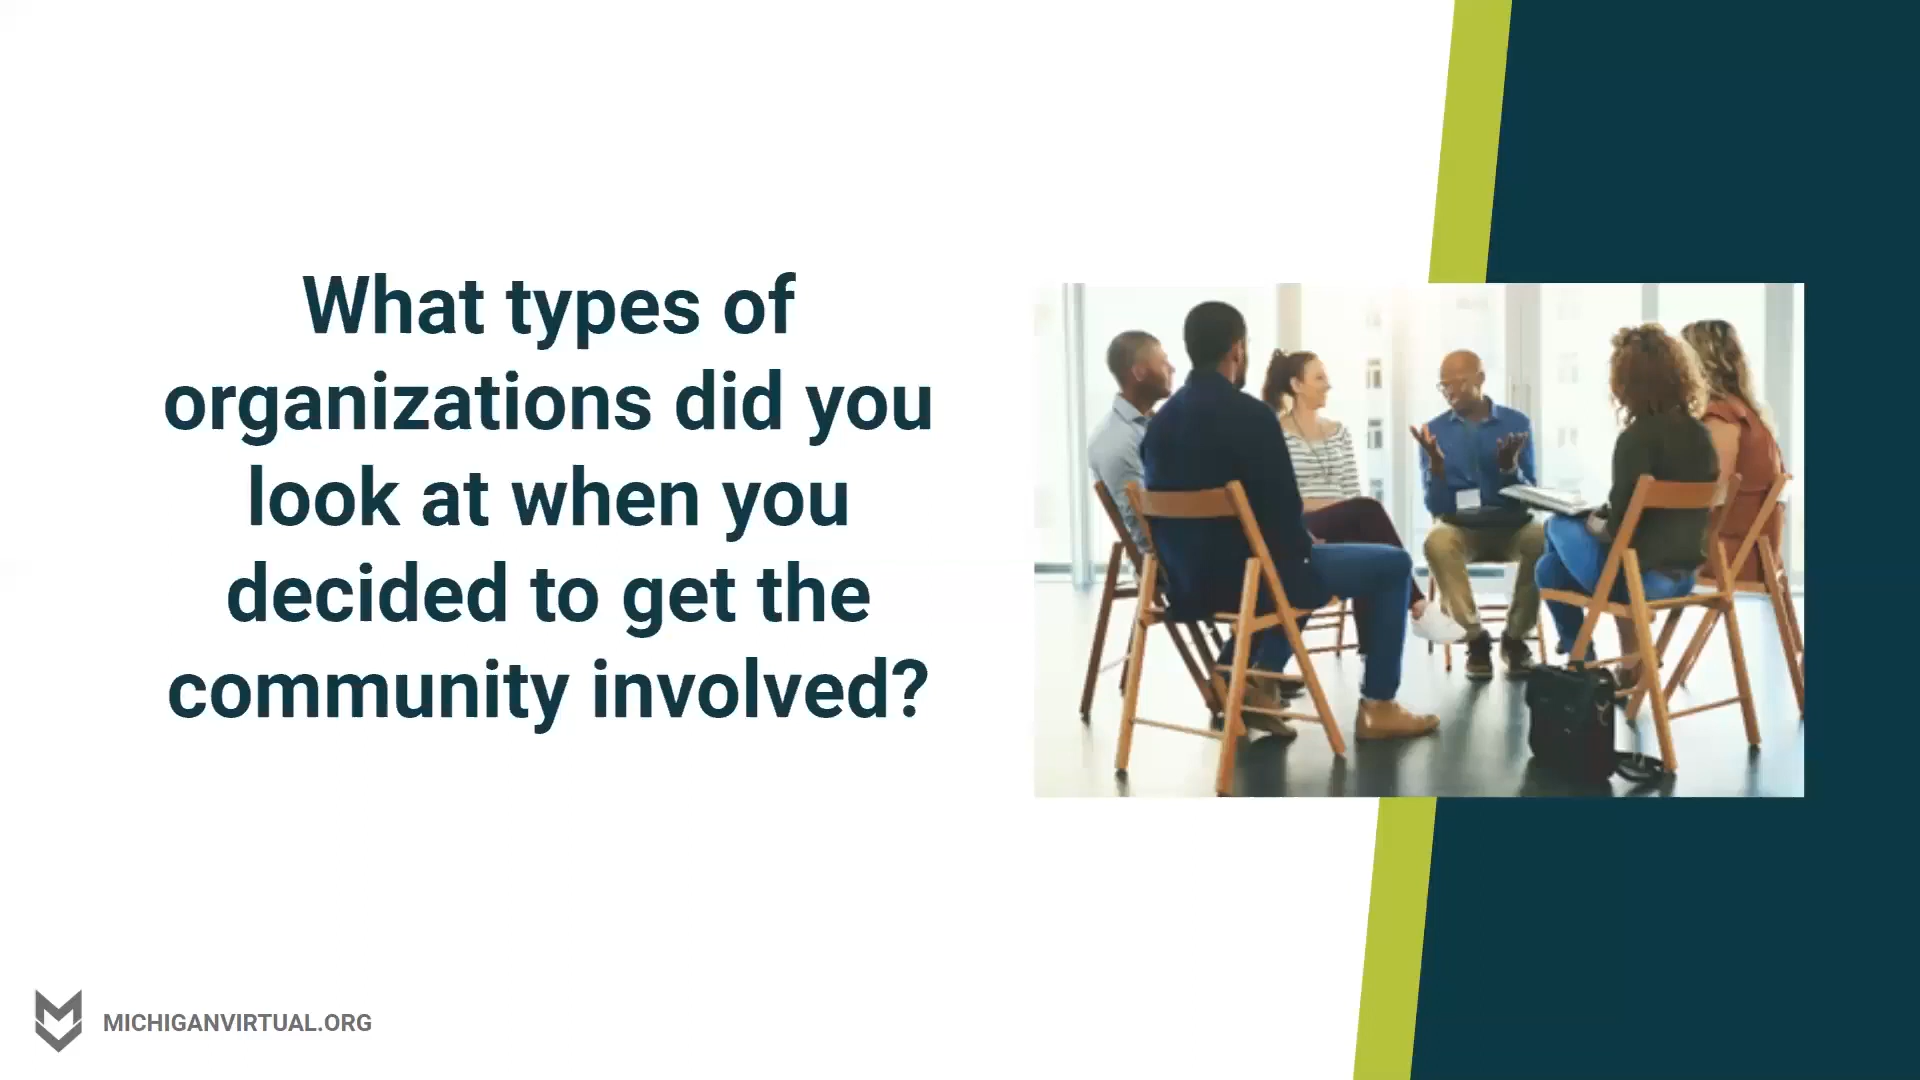 What types of
organizations did you
look at when you
decided to get the
community involved?
MICHIGANVIRTUAL.ORG